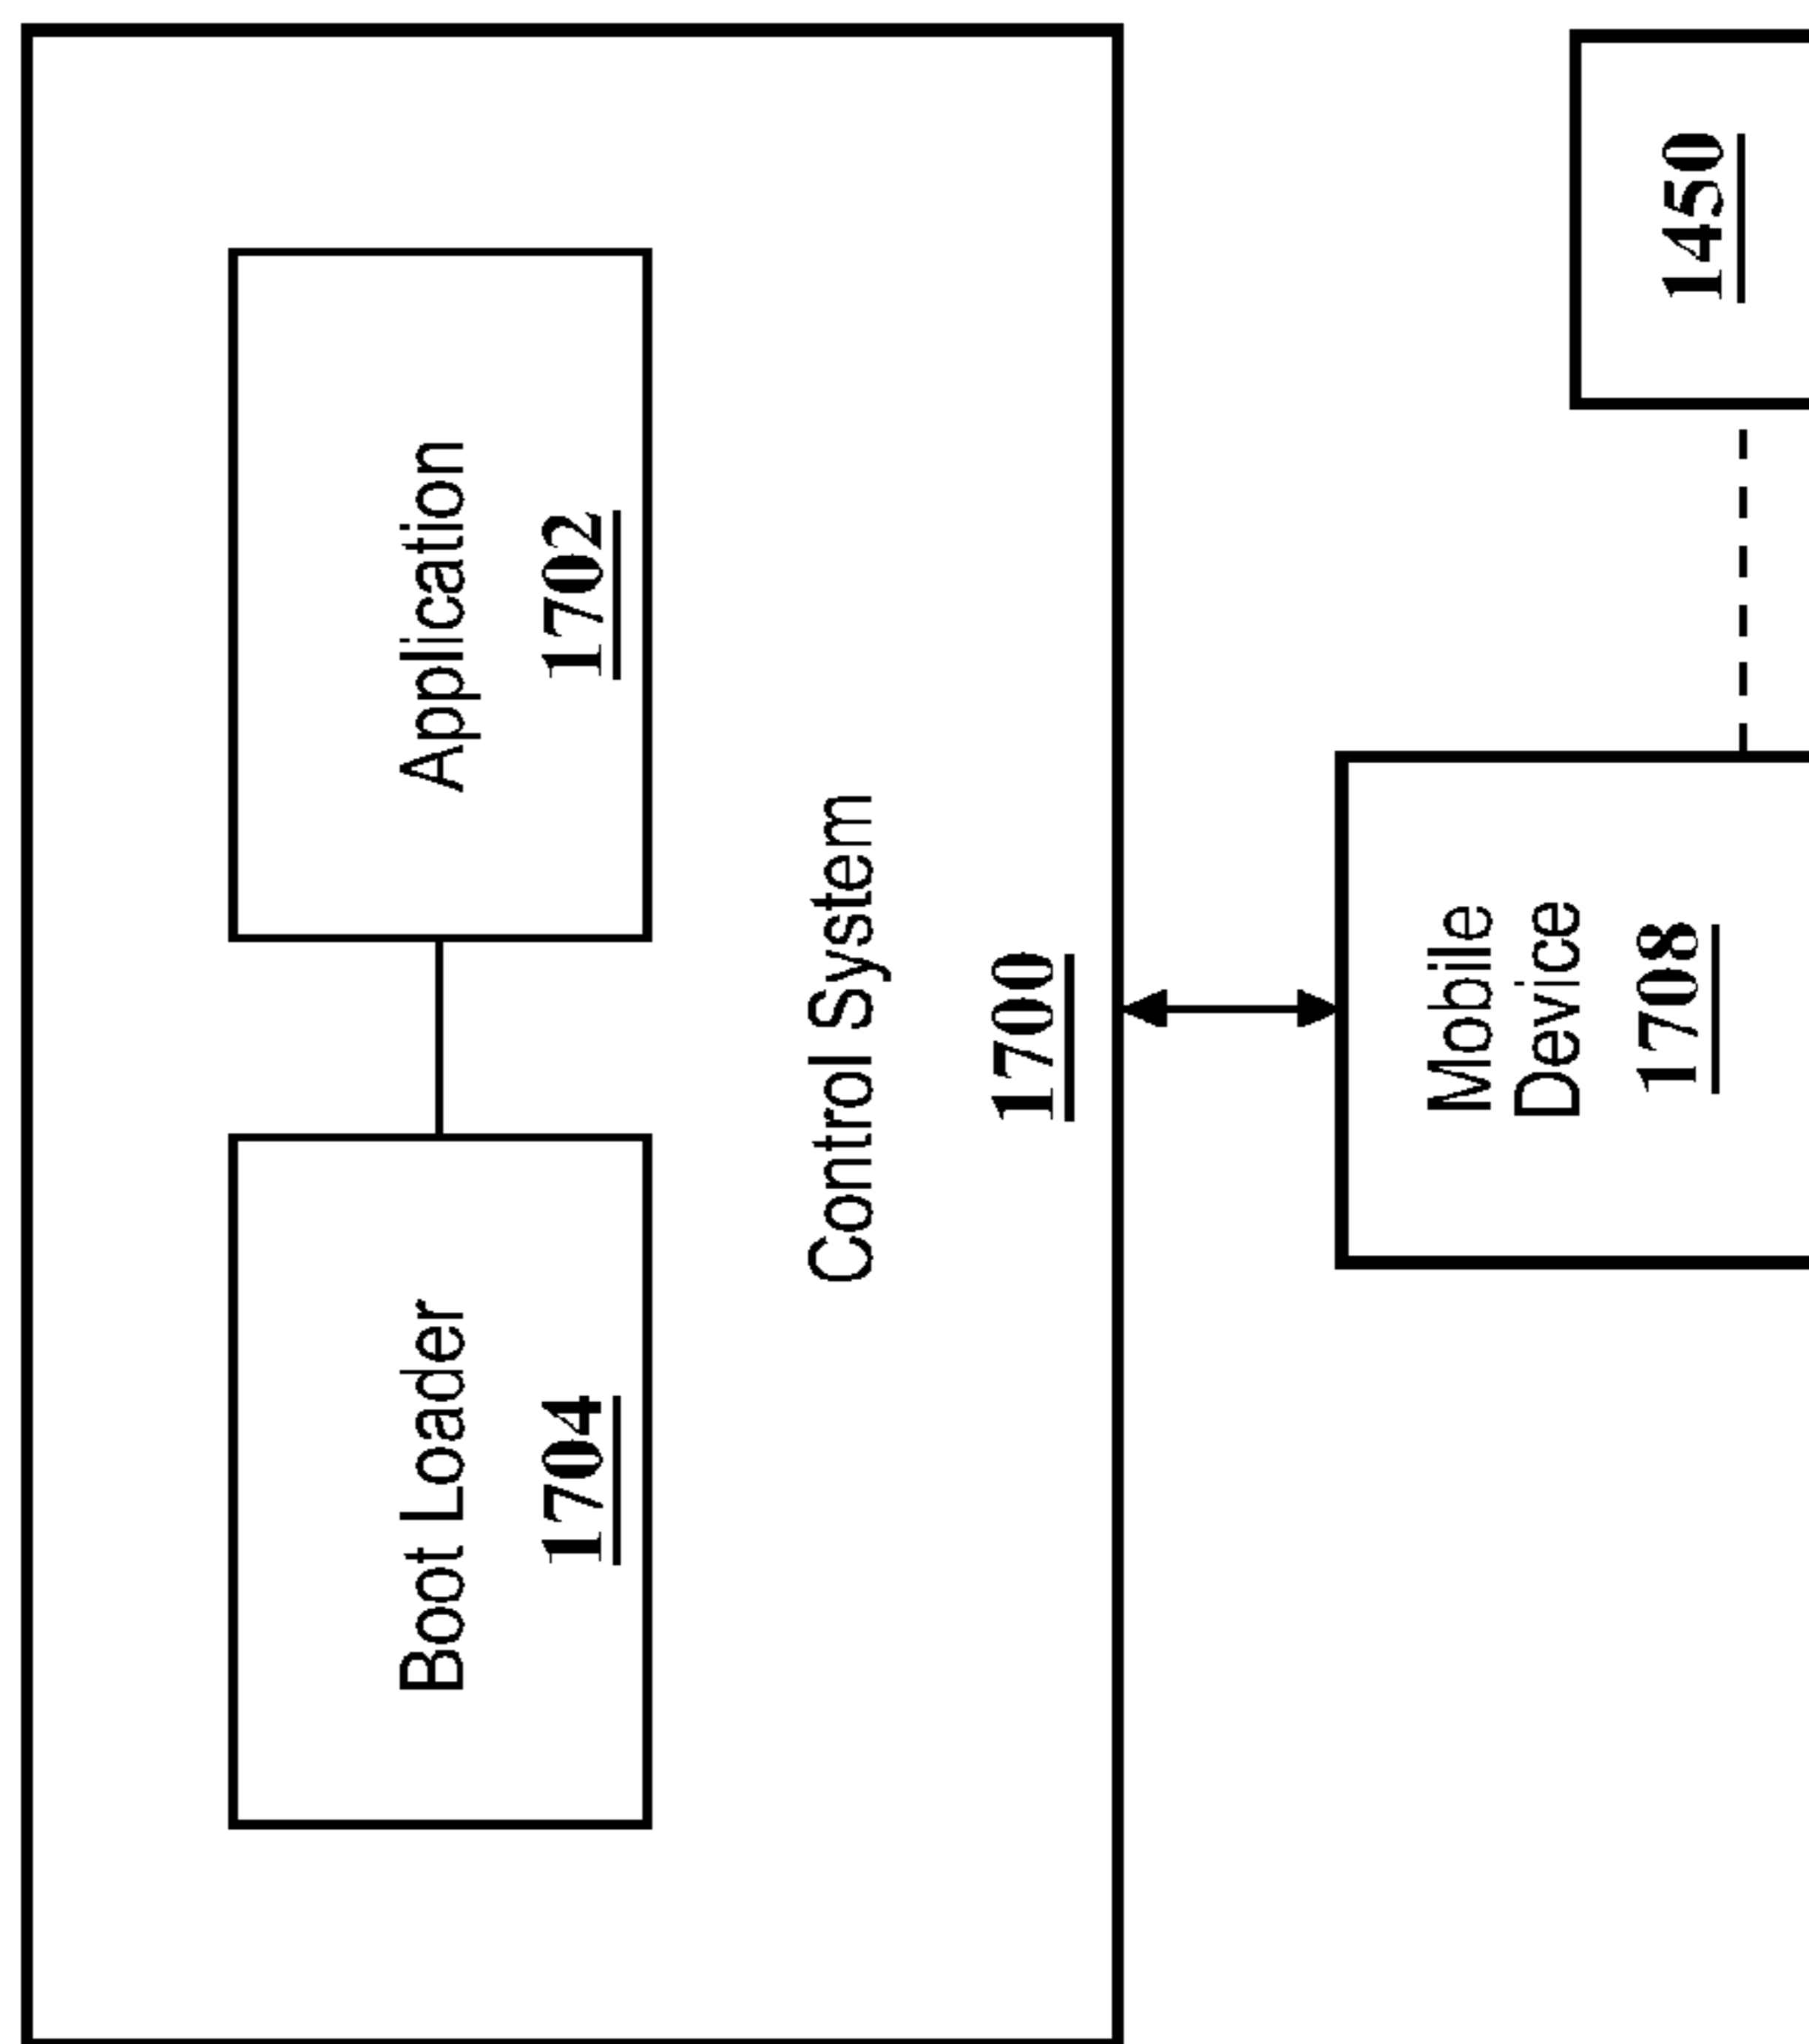 Boot Loader
1704
Application
1702
Control System
1700
Mobile
Device
1708
1450